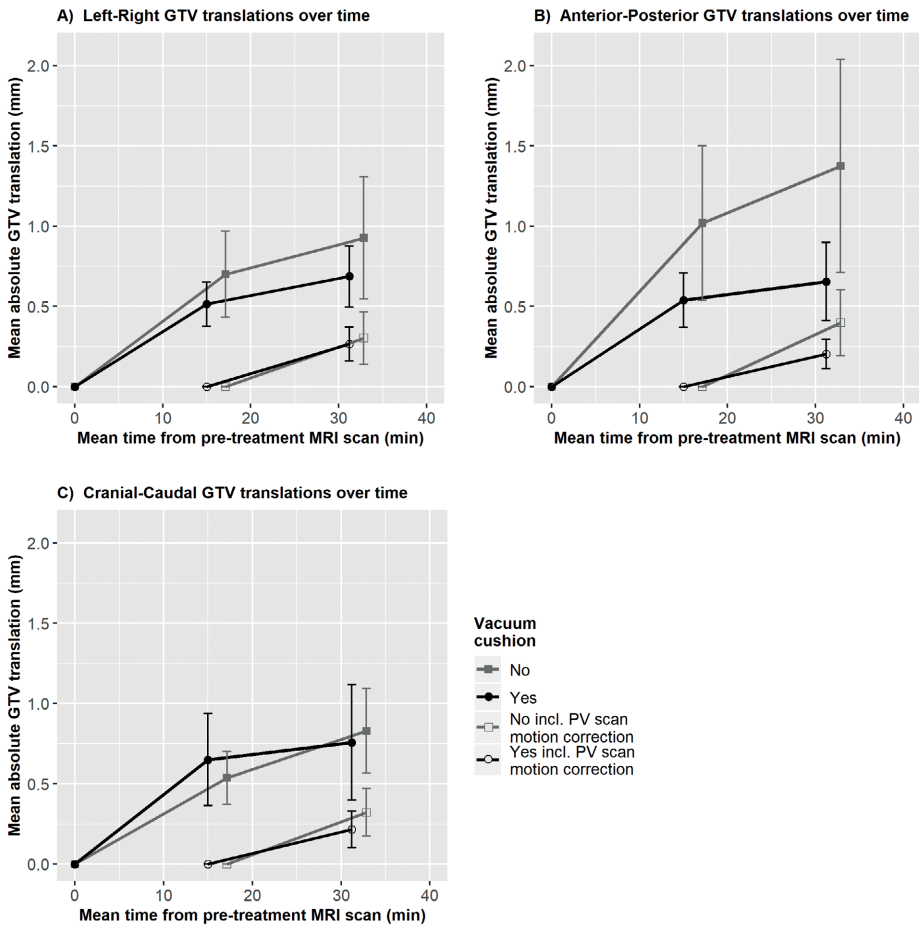 A) Left-Right GTV translations over time
Mean absolute GTV translation (mm)
2.0
1.5
1.0
0.5
0.0
0 10 20 30 40
Mean time from pre-treatment MRI scan (min)
B) Anterior-Posterior GTV translations over time
Mean absolute GTV translation (mm)
2.0
1.5
1.0
0.5
0.0
0 10 20 30 40
Mean time from pre-treatment MRI scan (min)
C) Cranial-Caudal GTV translations over time
Mean absolute GTV translation (mm)
2.0
1.5
1.0
0.5
0.0
0 10 20 30 40
Mean time from pre-treatment MRI scan (min)
Vacuum
cushion
No
Yes
No incl. PV scan
motion correction
Yes incl. PV scan
motion correction